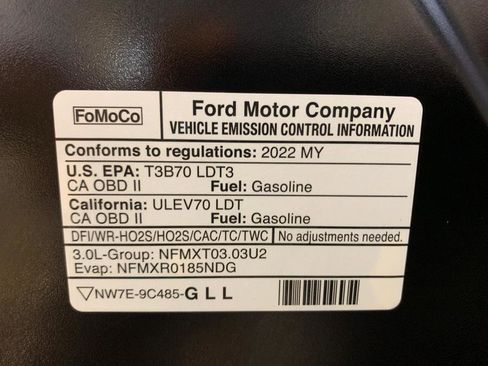 FoMoCo
Ford Motor Company
VEHICLE EMISSION CONTROL INFORMATION
Conforms to regulations: 2022 MY
U.S. EPA: T3B70 LDT3
CA OBD II Fuel: Gasoline
California: ULEV70 LDT
CA OBD II Fuel: Gasoline
DFI/WR-HO2S/HO2S/CAC/TC/TWC No adjustments needed.
3.0L-Group: NFMXT03.03U2
Evap: NFMXR0185NDG
▽NW7E-9C485-GLL